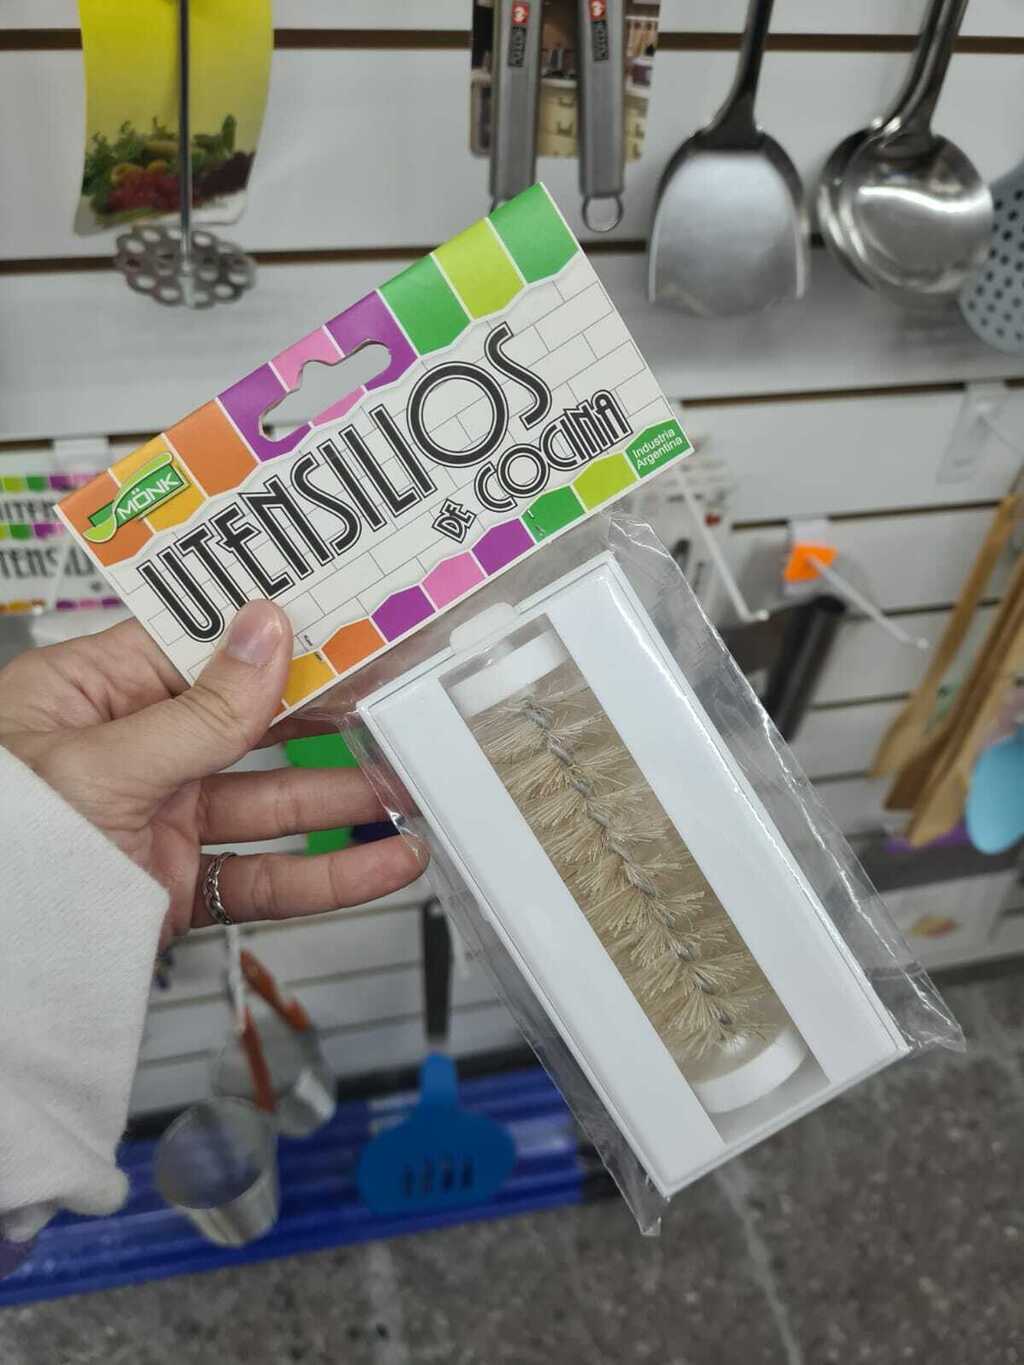 MÖNK
UTENSILIOS
DE COCINA
Industria
Argentina